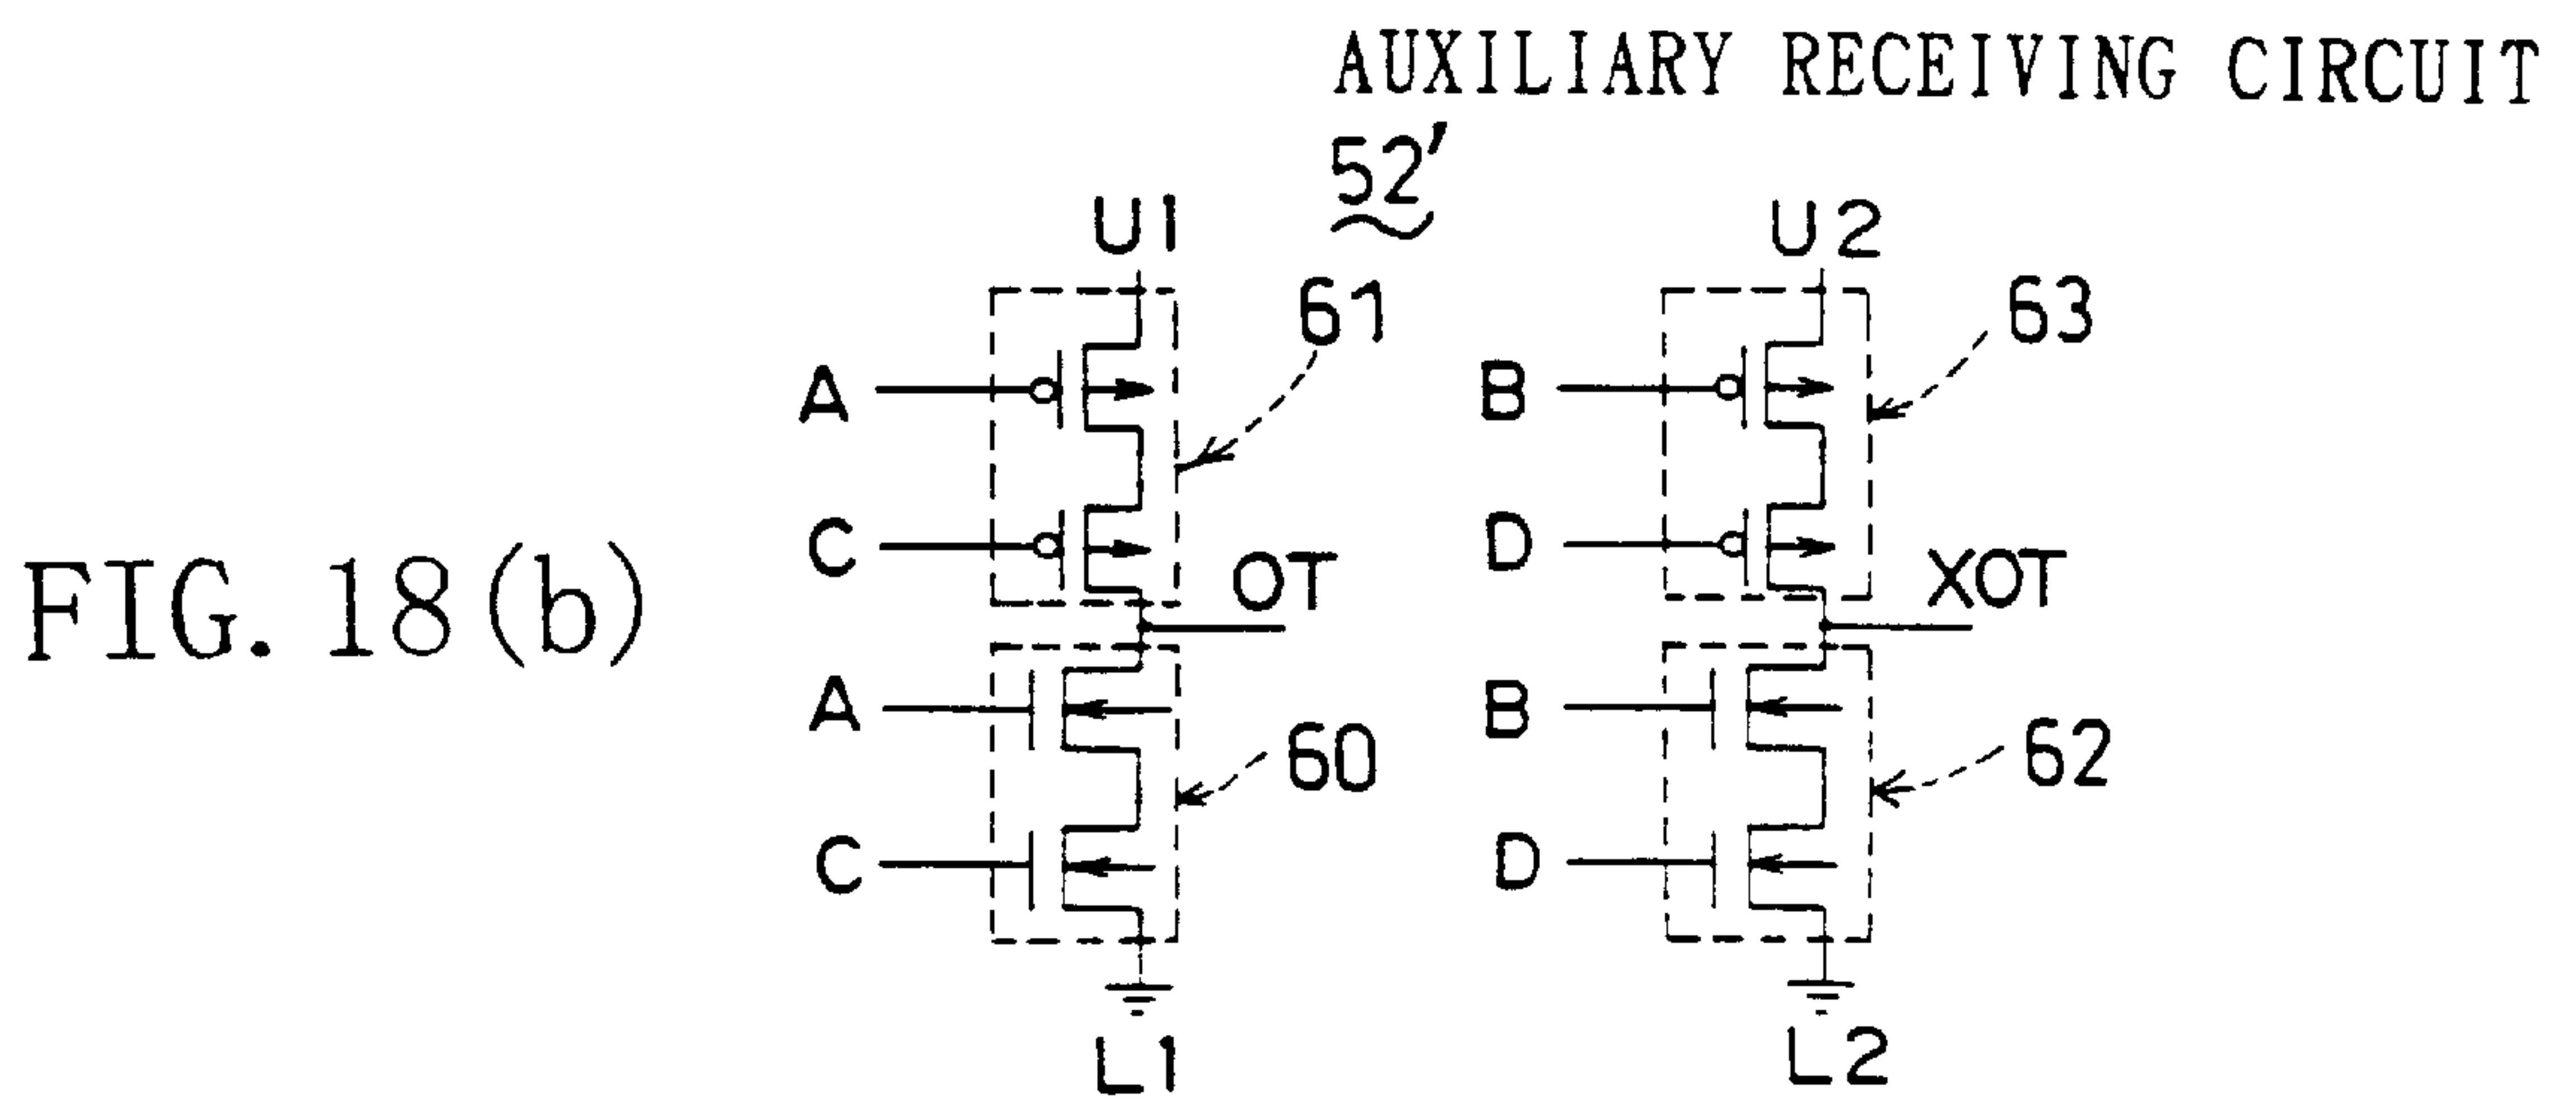 AUXILIARY RECEIVING CIRCUIT
52'
U1
U2
61
63
A
B
C
D
OT
XOT
FIG. 18(b)
A
B
60
62
C
D
L1
L2